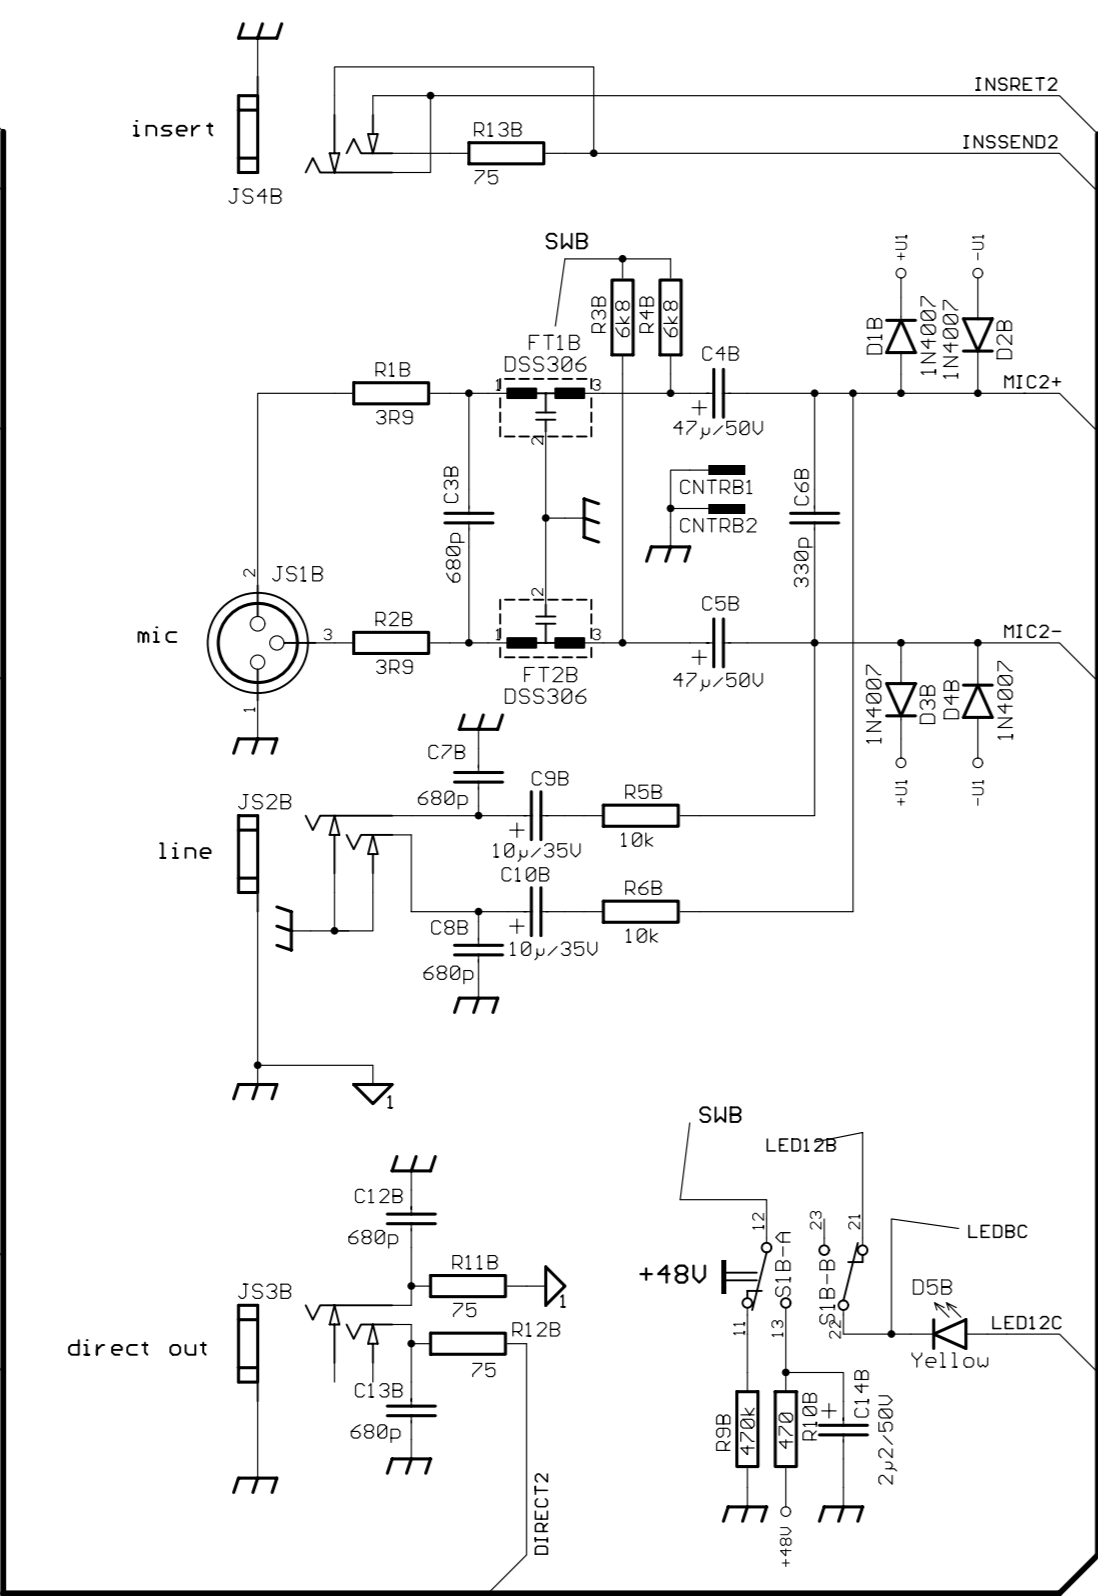 INSRET2
insert
R13B
INSSEND2
75
JS4B
SWB
+U1
-U1
R3B
6k8
R4B
6k8
D1B
1N4007
1N4007
D2B
FT1B
DSS306
C4B
R1B
1
3
MIC2+
3R9
+
47µ/50V
2
C3B
680p
CNTRB1
CNTRB2
C6B
330p
2
JS1B
2
C5B
mic
R2B
3
1
3
MIC2-
3R9
+
47µ/50V
FT2B
DSS306
1N4007
D3B
D4B
1N4007
1
C7B
680p
C9B
R5B
+U1
-U1
JS2B
+
10µ/35V
10k
line
C10B
R6B
C8B
+
10µ/35V
10k
680p
1
SWB
LED12B
C12B
680p
12
23
21
LEDBC
R11B
+48V
S1B-A
S1B-B
D5B
JS3B
75
1
11
13
22
LED12C
R12B
direct out
Yellow
75
C13B
680p
R9B
470k
470
R10B
+
C14B
2µ2/50V
DIRECT2
+48V